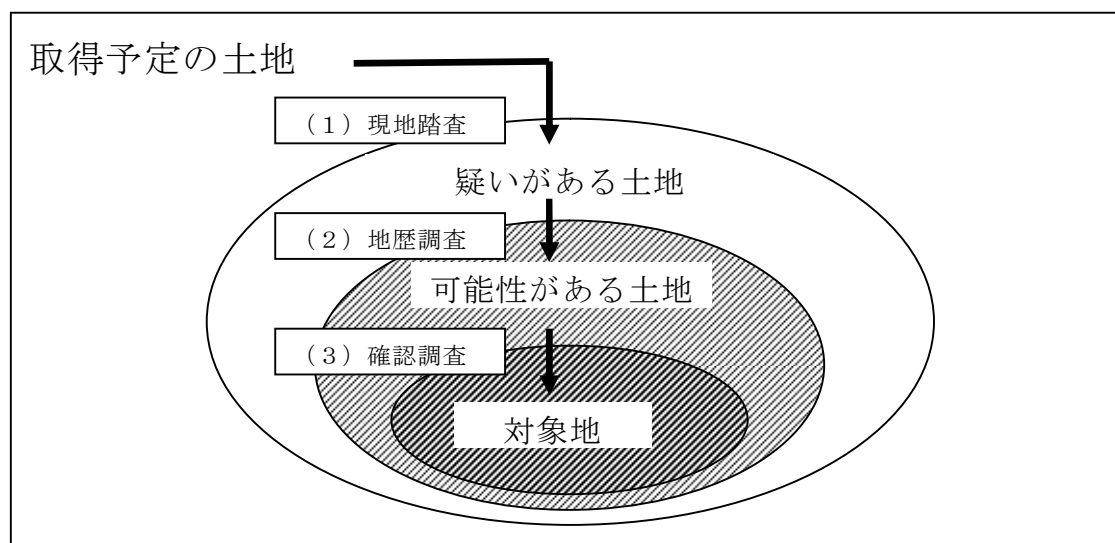 取得予定の土地
（１）現地踏査
疑いがある土地
（２）地歴調査
可能性がある土地
（３）確認調査
対象地